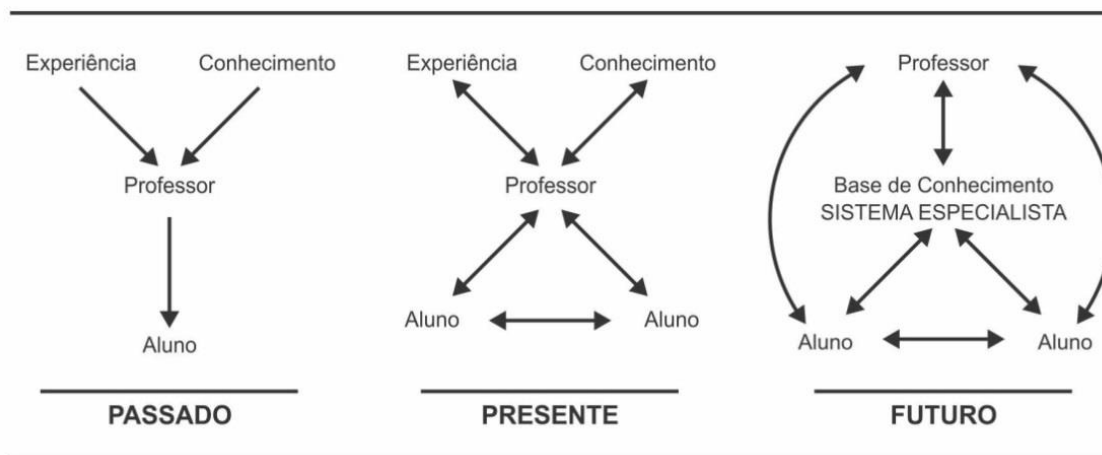 Experiência Conhecimento
Professor
Aluno
PASSADO
Experiência Conhecimento
Professor
Aluno Aluno
PRESENTE
Professor
Base de Conhecimento
SISTEMA ESPECIALISTA
Aluno Aluno
FUTURO